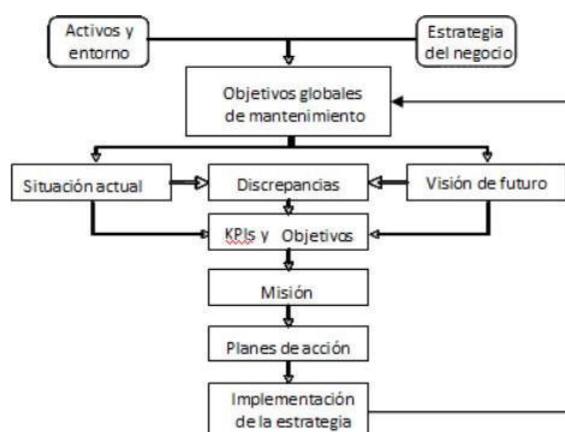 Activos y
entorno
Estrategia
del negocio
Objetivos globales
de mantenimiento
Situación actual
Discrepancias
Visión de futuro
KPIs y Objetivos
Misión
Planes de acción
Implementación
de la estrategia